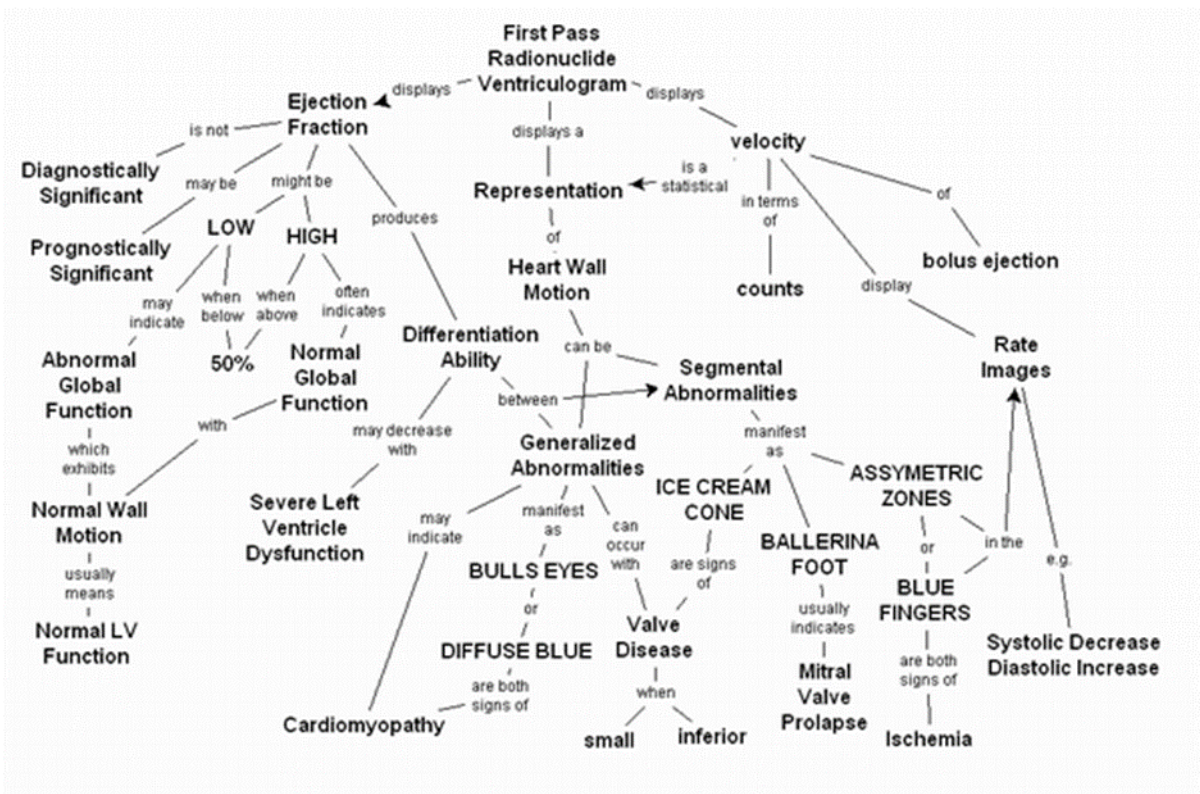 First Pass
Radionuclide
Ventriculogram
displays
displays
displays a
Ejection
Fraction
velocity
is not
Diagnostically
Significant
may be
might be
is a
statistical
Representation
in terms
of
of
produces
LOW
HIGH
of
Prognostically
Significant
bolus ejection
Heart Wall
Motion
counts
display
may
indicate
when
below
when
above
often
indicates
Differentiation
Ability
can be
Rate
Images
Abnormal
Global
Function
50%
Normal
Global
Function
Segmental
Abnormalities
between
with
may decrease
with
manifest
as
which
exhibits
Generalized
Abnormalities
ICE CREAM
CONE
ASSYMETRIC
ZONES
Normal Wall
Motion
Severe Left
Ventricle
Dysfunction
may
indicate
manifest
as
can
occur
with
BALLERINA
FOOT
or
in the
e.g.
usually
means
BULLS EYES
are signs
of
BLUE
FINGERS
or
usually
indicates
Normal LV
Function
DIFFUSE BLUE
Valve
Disease
Systolic Decrease
Diastolic Increase
are both
signs of
are both
signs of
when
Mitral
Valve
Prolapse
Cardiomyopathy
small
inferior
Ischemia